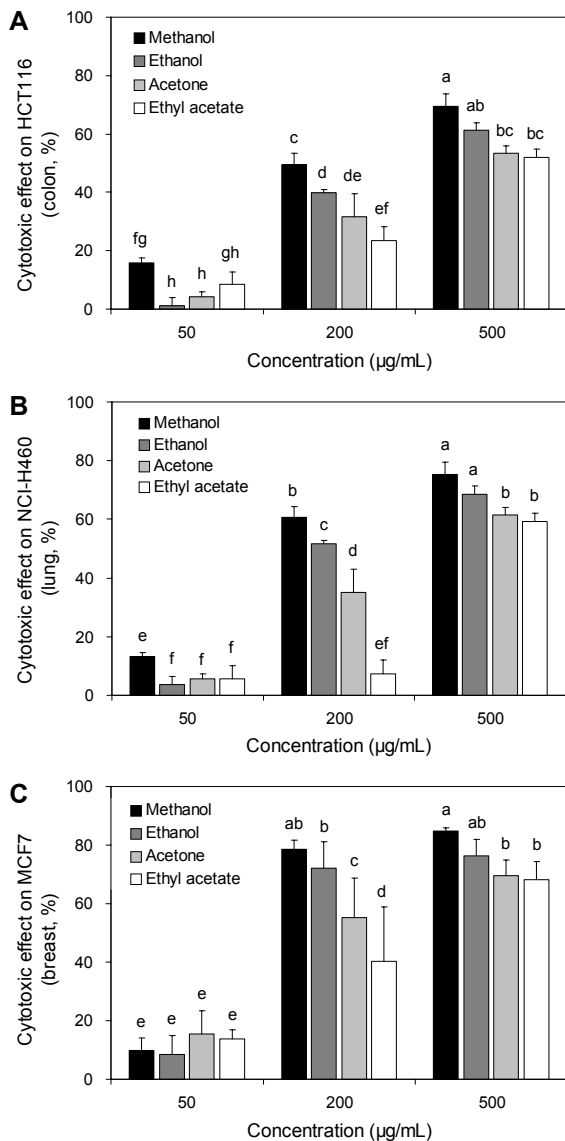 A
Methanol
Ethanol
Acetone
Ethyl acetate
Cytotoxic effect on HCT116
(colon, %)
100
80
60
40
20
0
fg
h
h
gh
c
d
de
ef
a
ab
bc
bc
50
200
500
Concentration (µg/mL)
B
Methanol
Ethanol
Acetone
Ethyl acetate
Cytotoxic effect on NCI-H460
(lung, %)
100
80
60
40
20
0
e
f
f
f
b
c
d
ef
a
a
b
b
50
200
500
Concentration (µg/mL)
C
Methanol
Ethanol
Acetone
Ethyl acetate
Cytotoxic effect on MCF7
(breast, %)
100
80
60
40
20
0
e
e
e
e
ab
b
c
d
a
ab
b
b
50
200
500
Concentration (µg/mL)